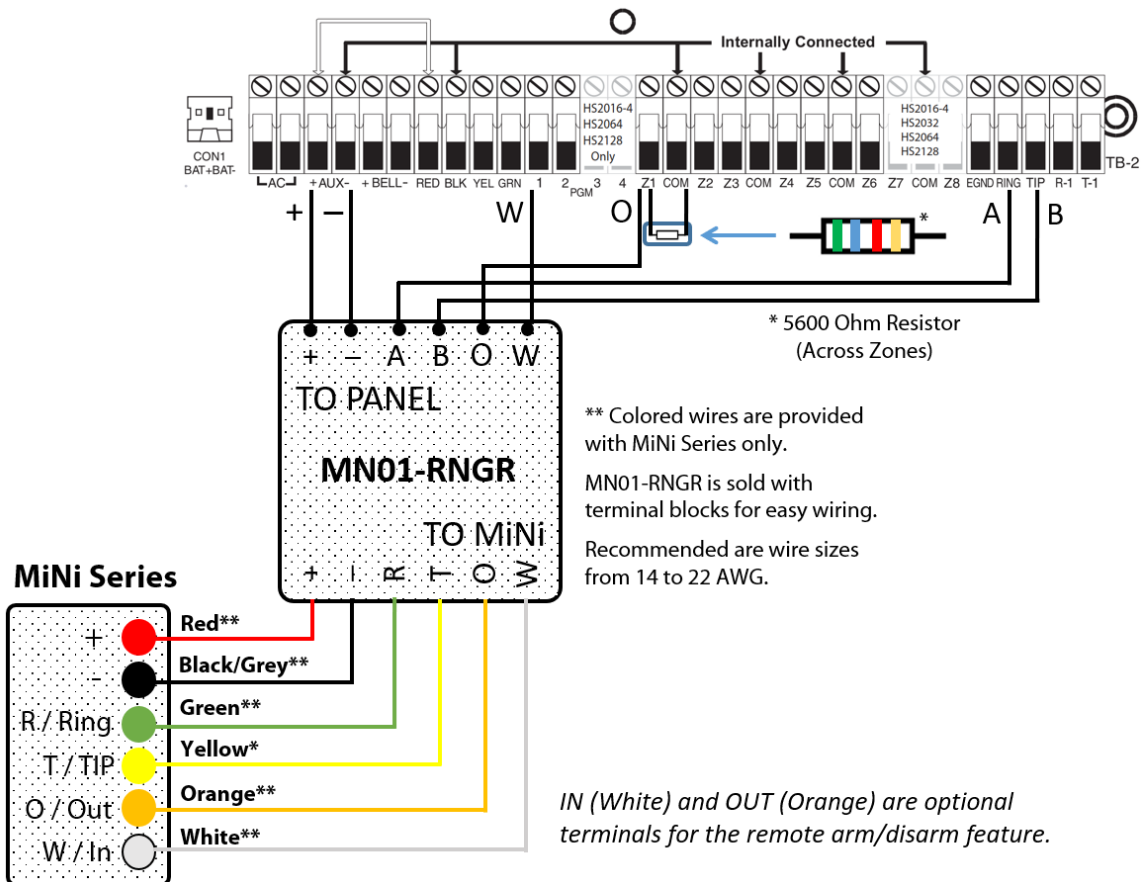 Internally Connected
HS2016-4
HS2064
HS2128
Only
HS2016-4
HS2032
HS2064
HS2128
CON1
BAT+BAT-
TB-2
AC +AUX- +BELL- RED BLK YEL GRN 1 2 PGM 3 4 Z1 COM Z2 Z3 COM Z4 Z5 COM Z6 Z7 COM Z8 EGND RING TIP R-1 T-1
+ – W O A B
*
* 5600 Ohm Resistor
(Across Zones)
+ – A B O W
TO PANEL
MN01-RNGR
TO MiNi
+ – R T O W
** Colored wires are provided
with MiNi Series only.
MN01-RNGR is sold with
terminal blocks for easy wiring.
Recommended are wire sizes
from 14 to 22 AWG.
MiNi Series
+ Red**
- Black/Grey**
R / Ring Green**
T / TIP Yellow*
O / Out Orange**
W / In White**
IN (White) and OUT (Orange) are optional
terminals for the remote arm/disarm feature.